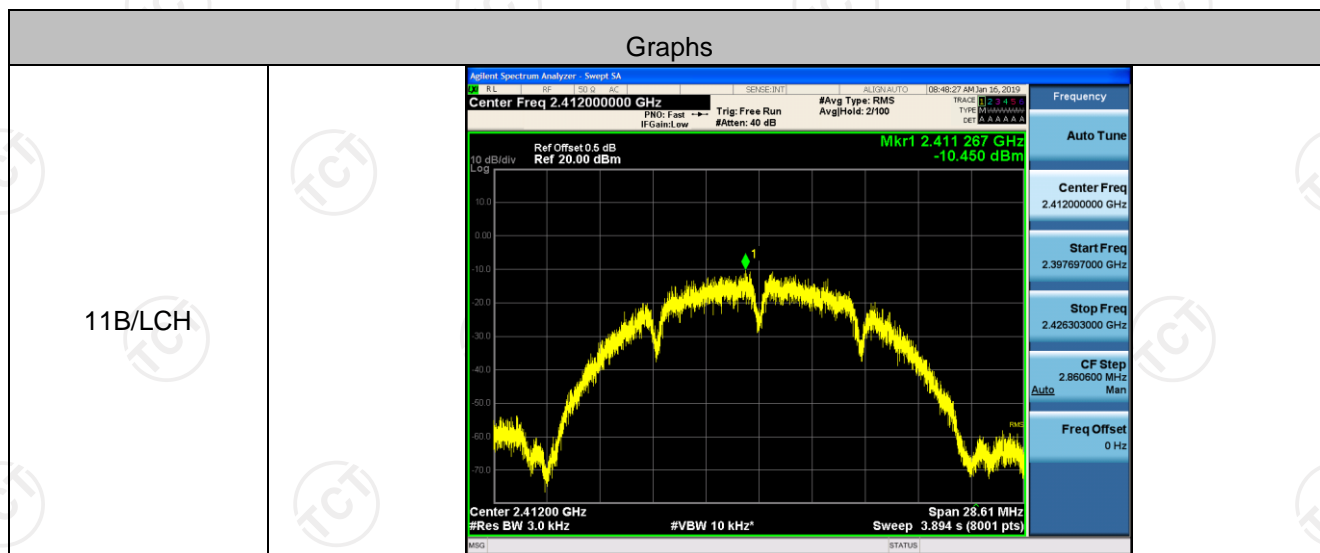 Graphs
11B/LCH
Agilent Spectrum Analyzer - Swept SA
RL RF 50 Ω AC SENSE:INT ALIGN AUTO 08:48:27 AM Jan 16, 2019
Center Freq 2.412000000 GHz
PNO: Fast
IFGain:Low
Trig: Free Run
#Atten: 40 dB
#Avg Type: RMS
Avg|Hold: 2/100
TRACE 1 2 3 4 5 6
TYPE M
DET A A A A A A
Mkr1 2.411 267 GHz
-10.450 dBm
Ref Offset 0.5 dB
10 dB/div Ref 20.00 dBm
Log
10.0
0.00
-10.0
-20.0
-30.0
-40.0
-50.0
-60.0
-70.0
1
RMS
Center 2.41200 GHz Span 28.61 MHz
#Res BW 3.0 kHz #VBW 10 kHz* Sweep 3.894 s (8001 pts)
MSG STATUS
Frequency
Auto Tune
Center Freq
2.412000000 GHz
Start Freq
2.397697000 GHz
Stop Freq
2.426303000 GHz
CF Step
2.860600 MHz
Auto Man
Freq Offset
0 Hz
TCT
TCT
TCT
TCT
TCT
TCT